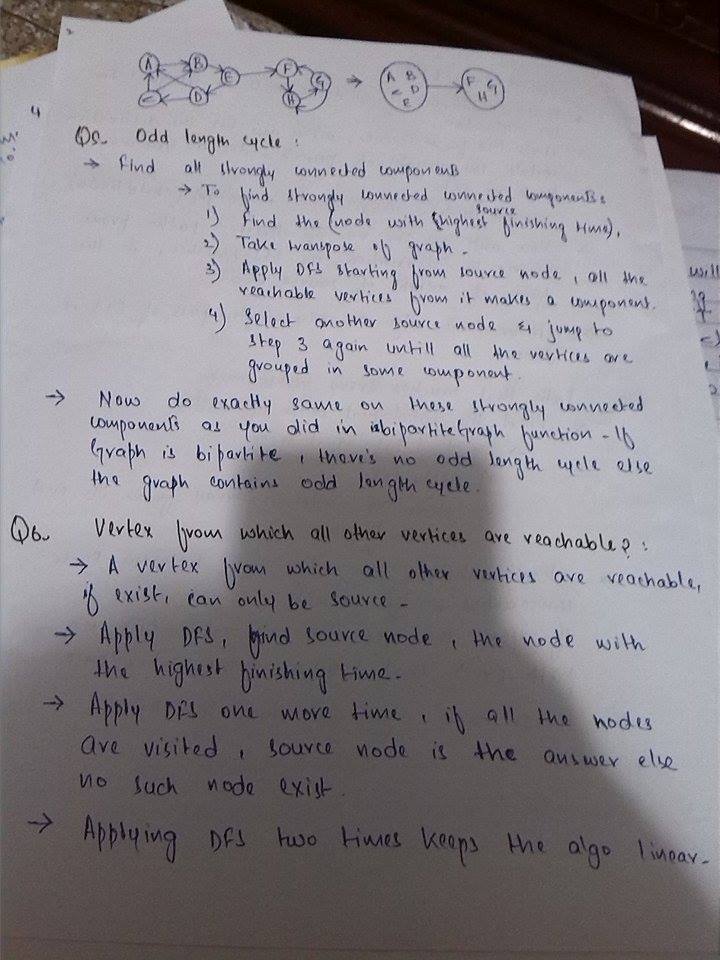 A B E C D F G H → A B C D E → F G H
Q5. Odd length cycle :
→ Find all strongly connected components
→ To find strongly connected connected components :
source
1) Find the (node with highest finishing time),
2) Take transpose of graph.
3) Apply DFS starting from source node, all the
reachable vertices from it makes a component.
4) Select another source node & jump to
step 3 again untill all the vertices are
grouped in some component.
→ Now do exactly same on these strongly connected
components as you did in isbipartiteGraph function - If
Graph is bipartite, there's no odd length cycle else
the graph contains odd length cycle.
Q6. Vertex from which all other vertices are reachable? :
→ A vertex from which all other vertices are reachable,
if exist, can only be source -
→ Apply DFS, find source node, the node with
the highest finishing time -
→ Apply DFS one more time, if all the nodes
are visited, source node is the answer else
no such node exist.
→ Applying DFS two times keeps the algo linear -
4
will